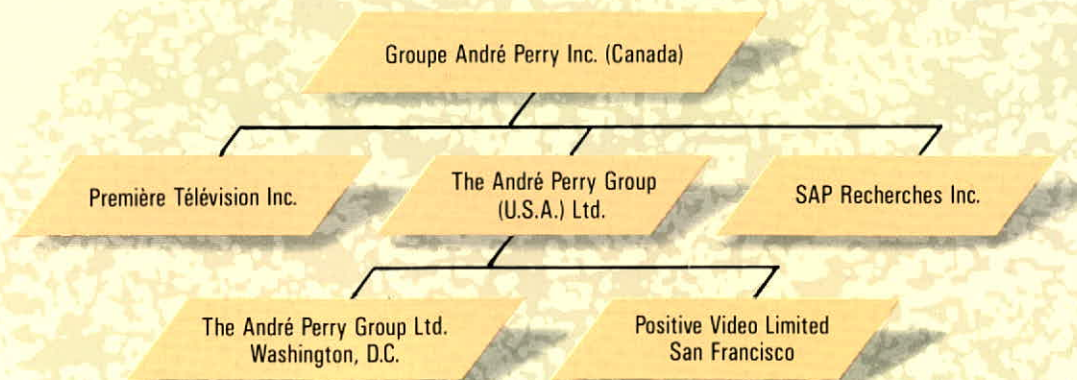 Groupe André Perry Inc. (Canada)
Première Télévision Inc.
The André Perry Group
(U.S.A.) Ltd.
SAP Recherches Inc.
The André Perry Group Ltd.
Washington, D.C.
Positive Video Limited
San Francisco